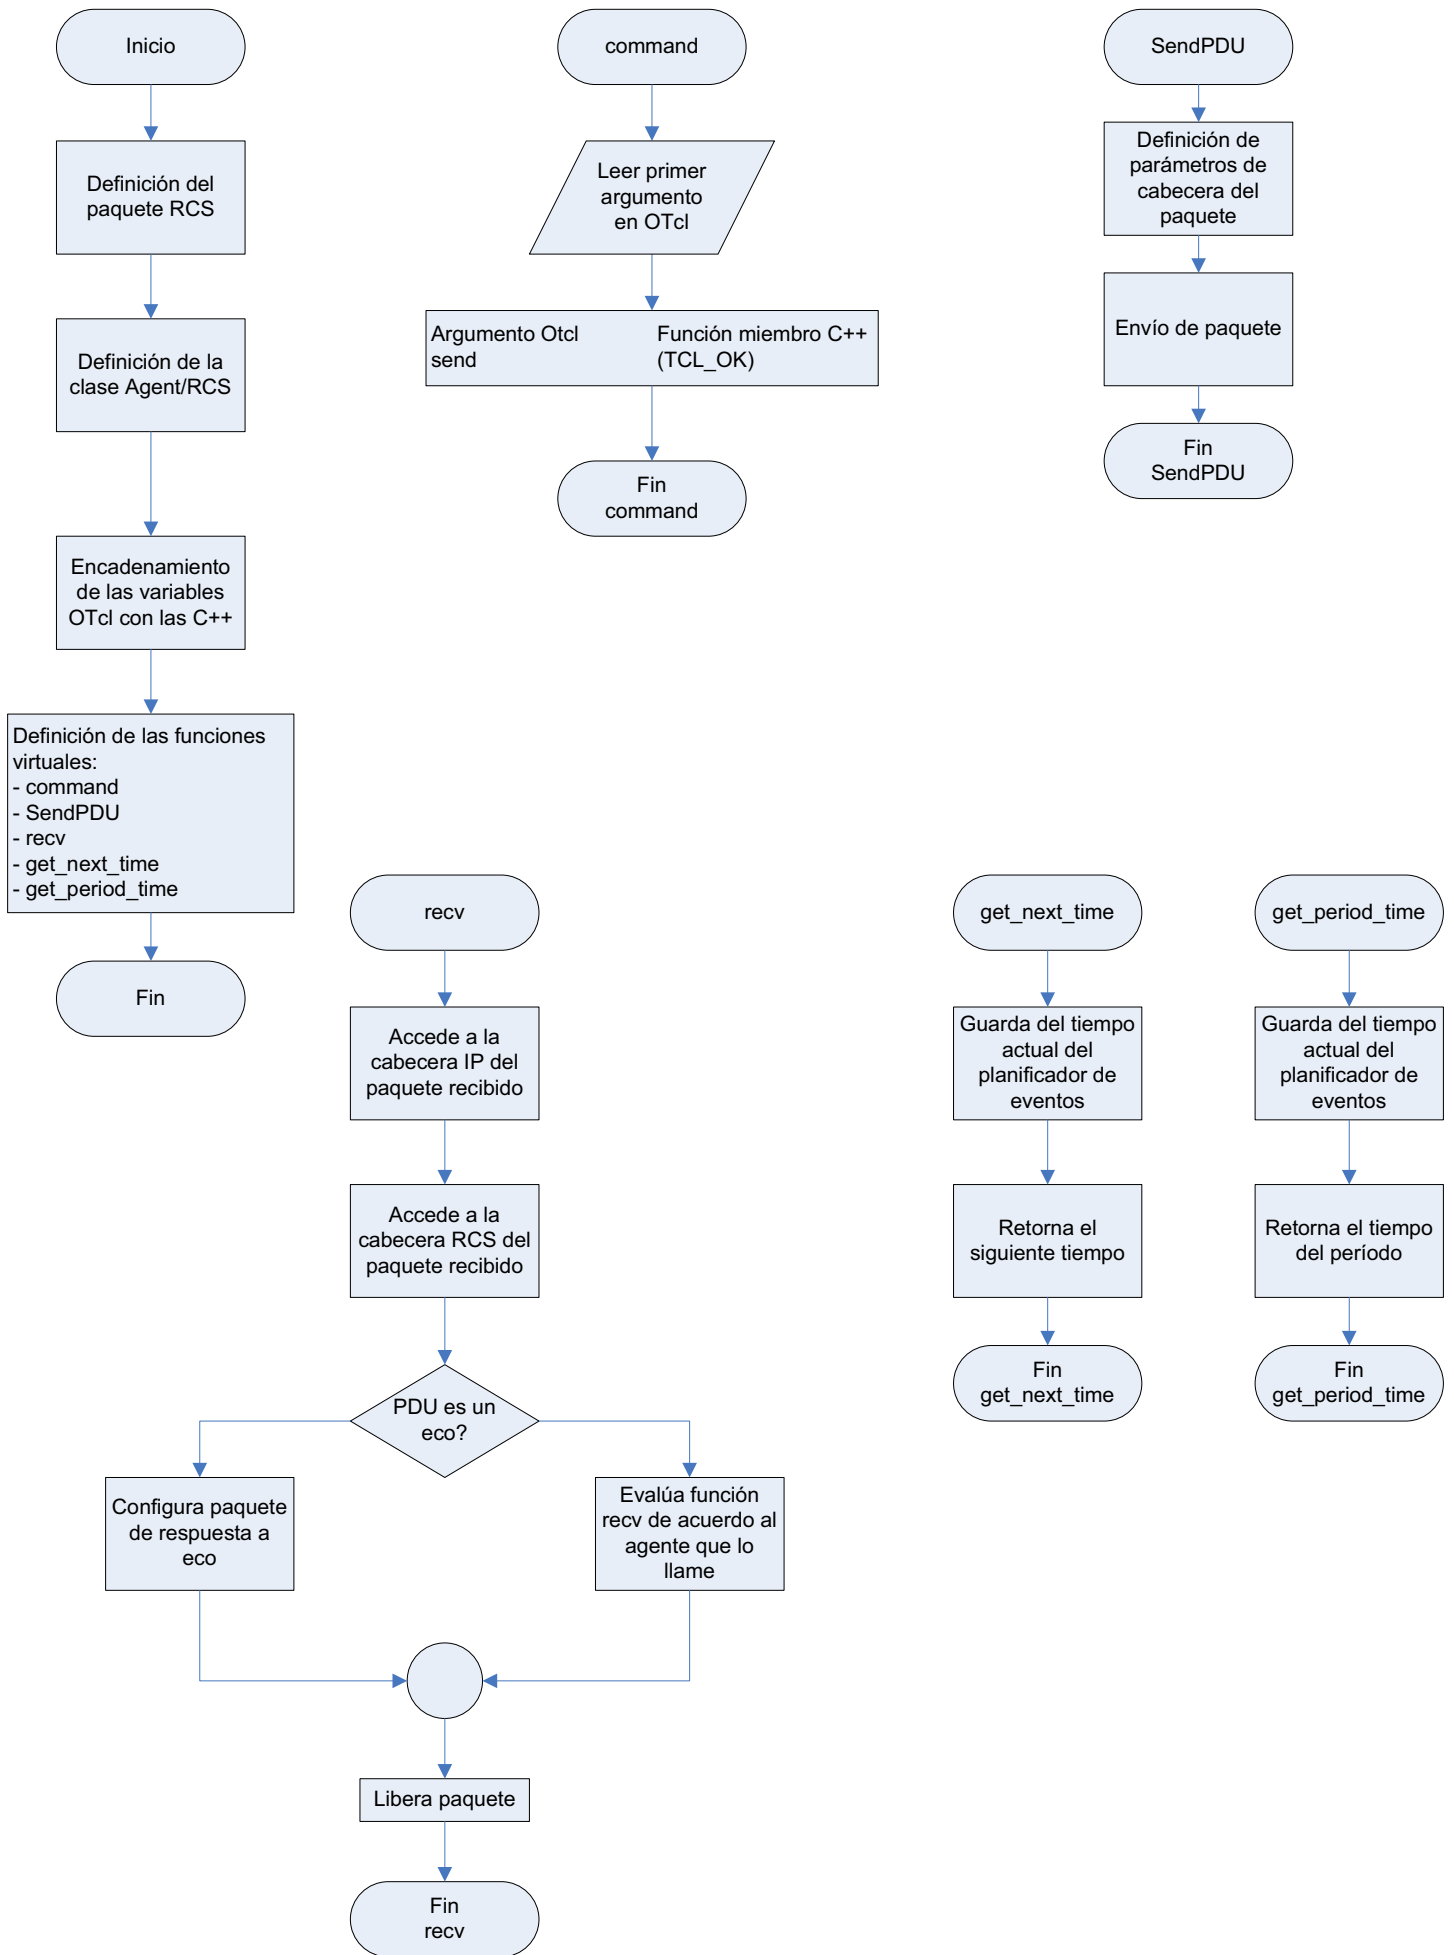 Inicio
Definición del
paquete RCS
Definición de la
clase Agent/RCS
Encadenamiento
de las variables
OTcl con las C++
Definición de las funciones
virtuales:
- command
- SendPDU
- recv
- get_next_time
- get_period_time
Fin
command
Leer primer
argumento
en OTcl
Argumento Otcl
send
Función miembro C++
(TCL_OK)
Fin
command
SendPDU
Definición de
parámetros de
cabecera del
paquete
Envío de paquete
Fin
SendPDU
recv
Accede a la
cabecera IP del
paquete recibido
Accede a la
cabecera RCS del
paquete recibido
PDU es un
eco?
Configura paquete
de respuesta a
eco
Evalúa función
recv de acuerdo al
agente que lo
llame
Libera paquete
Fin
recv
get_next_time
Guarda del tiempo
actual del
planificador de
eventos
Retorna el
siguiente tiempo
Fin
get_next_time
get_period_time
Guarda del tiempo
actual del
planificador de
eventos
Retorna el tiempo
del período
Fin
get_period_time